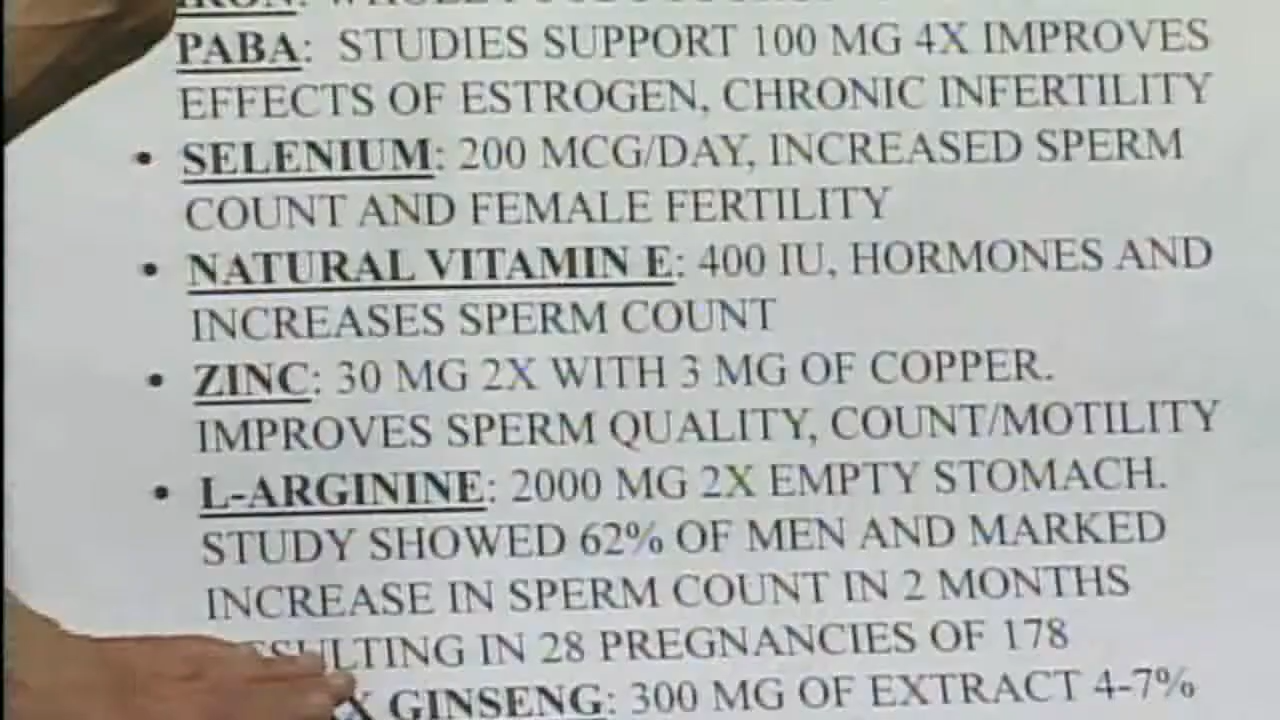 PABA: STUDIES SUPPORT 100 MG 4X IMPROVES
EFFECTS OF ESTROGEN, CHRONIC INFERTILITY
• SELENIUM: 200 MCG/DAY, INCREASED SPERM
COUNT AND FEMALE FERTILITY
• NATURAL VITAMIN E: 400 IU, HORMONES AND
INCREASES SPERM COUNT
• ZINC: 30 MG 2X WITH 3 MG OF COPPER.
IMPROVES SPERM QUALITY, COUNT/MOTILITY
• L-ARGININE: 2000 MG 2X EMPTY STOMACH.
STUDY SHOWED 62% OF MEN AND MARKED
INCREASE IN SPERM COUNT IN 2 MONTHS
IN 28 PREGNANCIES OF 178
GINSENG: 300 MG OF EXTRACT 4-7%